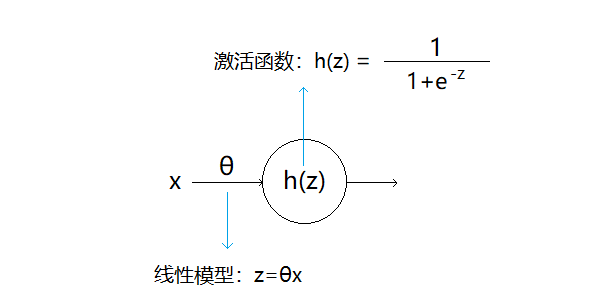 激活函数：h(z) = 1 / 1+e^-z
θ
x
h(z)
线性模型：z=θx